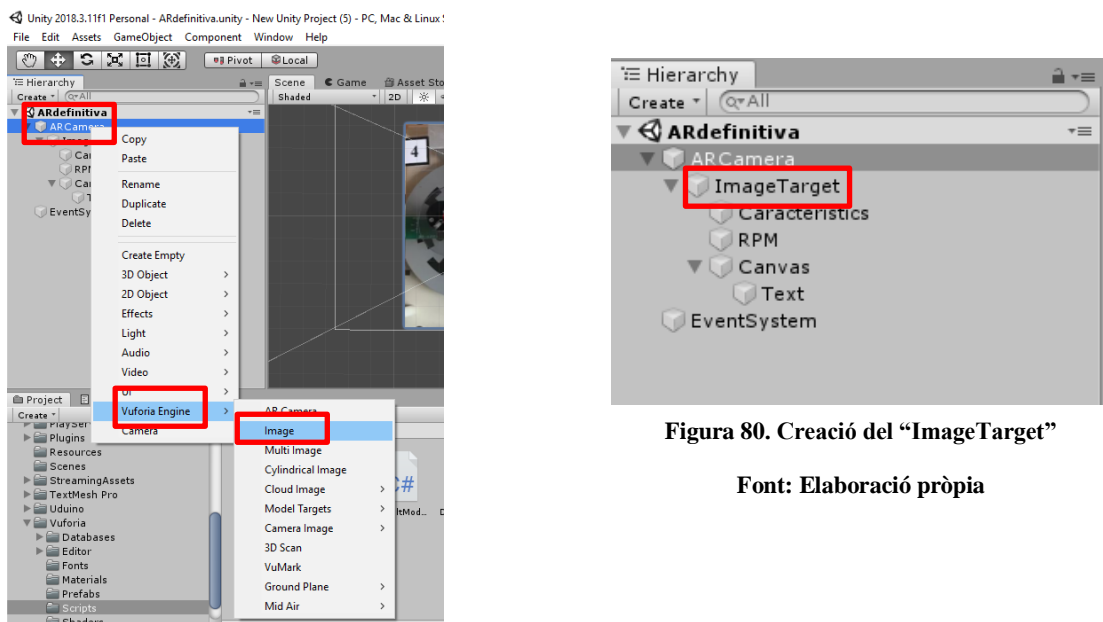 Unity 2018.3.11f1 Personal - ARdefinitiva.unity - New Unity Project (5) - PC, Mac & Linux
File Edit Assets GameObject Component Window Help
Pivot Local
Hierarchy
Create All
ARdefinitiva
ARCamera
EventSy
Scene Game Asset Sto
Shaded 2D
4
Copy
Paste
Rename
Duplicate
Delete
Create Empty
3D Object
2D Object
Effects
Light
Audio
Video
UI
Vuforia Engine
Camera
AR Camera
Image
Multi Image
Cylindrical Image
Cloud Image
Model Targets
Camera Image
3D Scan
VuMark
Ground Plane
Mid Air
Project
Create
PlaySer
Plugins
Resources
Scenes
StreamingAssets
TextMesh Pro
Uduino
Vuforia
Databases
Editor
Fonts
Materials
Prefabs
Scripts
Shaders
Hierarchy
Create All
ARdefinitiva
ARCamera
ImageTarget
Caracteristics
RPM
Canvas
Text
EventSystem
Figura 80. Creació del “ImageTarget”
Font: Elaboració pròpia